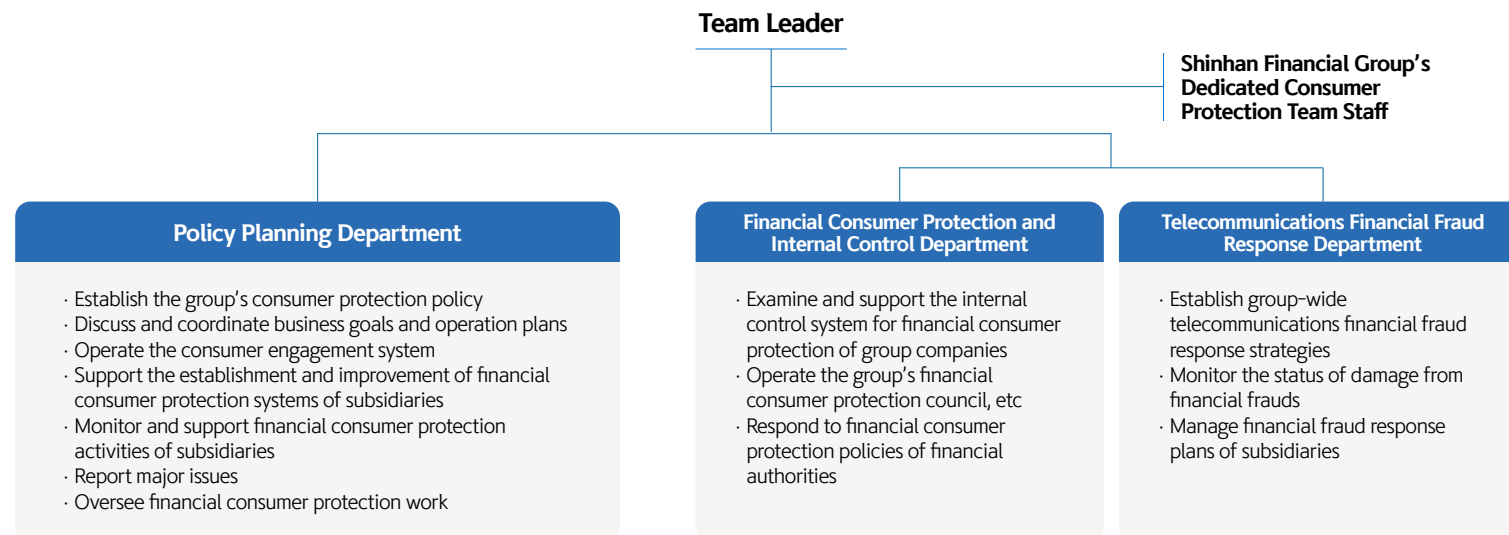 Team Leader
Shinhan Financial Group's
Dedicated Consumer
Protection Team Staff
Policy Planning Department
· Establish the group's consumer protection policy
· Discuss and coordinate business goals and operation plans
· Operate the consumer engagement system
· Support the establishment and improvement of financial
consumer protection systems of subsidiaries
· Monitor and support financial consumer protection
activities of subsidiaries
· Report major issues
· Oversee financial consumer protection work
Financial Consumer Protection and
Internal Control Department
· Examine and support the internal
control system for financial consumer
protection of group companies
· Operate the group's financial
consumer protection council, etc
· Respond to financial consumer
protection policies of financial
authorities
Telecommunications Financial Fraud
Response Department
· Establish group-wide
telecommunications financial fraud
response strategies
· Monitor the status of damage from
financial frauds
· Manage financial fraud response
plans of subsidiaries